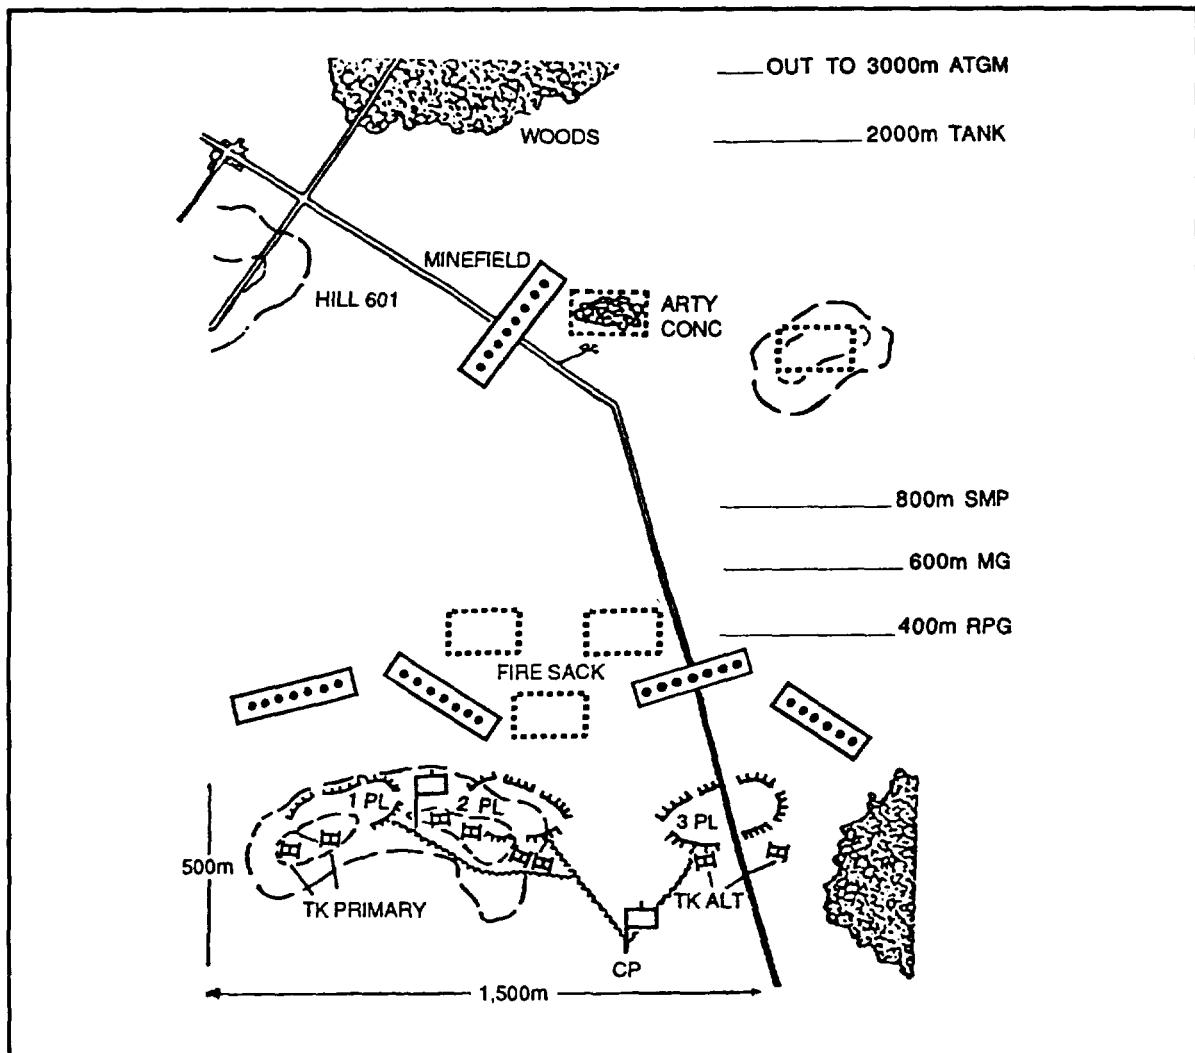 OUT TO 3000m ATGM
WOODS
2000m TANK
MINEFIELD
HILL 601
ARTY
CONC
800m SMP
600m MG
400m RPG
FIRE SACK
1 PL
2 PL
3 PL
500m
TK PRIMARY
TK ALT
CP
1,500m